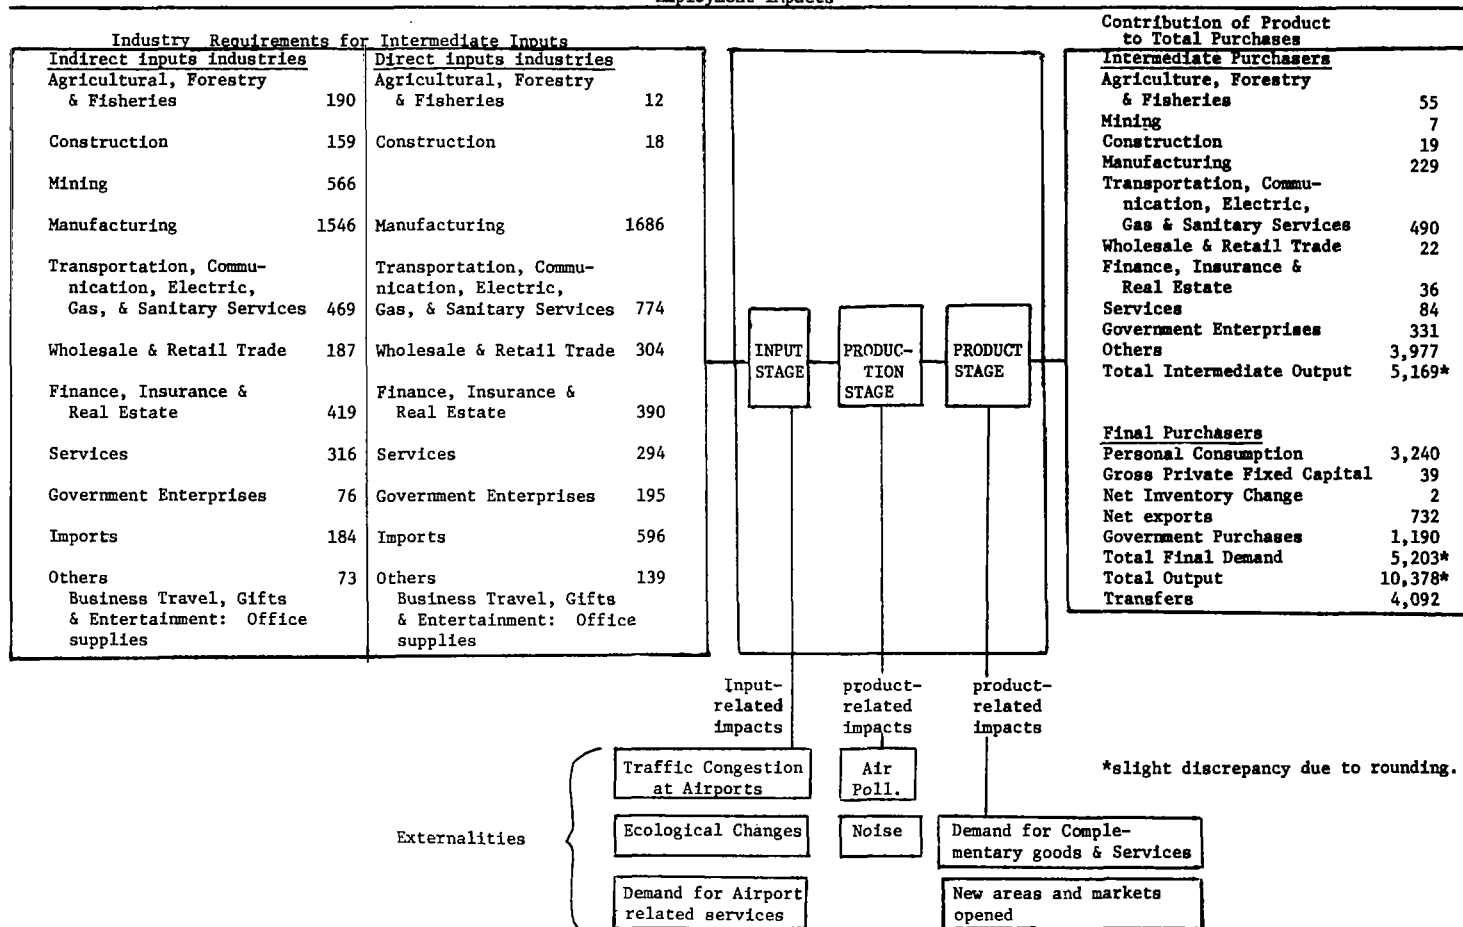 Employment Impacts
Industry Requirements for Intermediate Inputs
Indirect inputs industries
Agricultural, Forestry
& Fisheries 190
Construction 159
Mining 566
Manufacturing 1546
Transportation, Commu-
nication, Electric,
Gas, & Sanitary Services 469
Wholesale & Retail Trade 187
Finance, Insurance &
Real Estate 419
Services 316
Government Enterprises 76
Imports 184
Others 73
Business Travel, Gifts
& Entertainment: Office
supplies
Direct inputs industries
Agricultural, Forestry
& Fisheries 12
Construction 18
Manufacturing 1686
Transportation, Commu-
nication, Electric,
Gas, & Sanitary Services 774
Wholesale & Retail Trade 304
Finance, Insurance &
Real Estate 390
Services 294
Government Enterprises 195
Imports 596
Others 139
Business Travel, Gifts
& Entertainment: Office
supplies
INPUT
STAGE
PRODUC-
TION
STAGE
PRODUCT
STAGE
Contribution of Product
to Total Purchases
Intermediate Purchasers
Agriculture, Forestry
& Fisheries 55
Mining 7
Construction 19
Manufacturing 229
Transportation, Commu-
nication, Electric,
Gas & Sanitary Services 490
Wholesale & Retail Trade 22
Finance, Insurance &
Real Estate 36
Services 84
Government Enterprises 331
Others 3,977
Total Intermediate Output 5,169*
Final Purchasers
Personal Consumption 3,240
Gross Private Fixed Capital 39
Net Inventory Change 2
Net exports 732
Government Purchases 1,190
Total Final Demand 5,203*
Total Output 10,378*
Transfers 4,092
Input-
related
impacts
product-
related
impacts
product-
related
impacts
*slight discrepancy due to rounding.
Externalities
Traffic Congestion
at Airports
Ecological Changes
Demand for Airport
related services
Air
Poll.
Noise
Demand for Comple-
mentary goods & Services
New areas and markets
opened